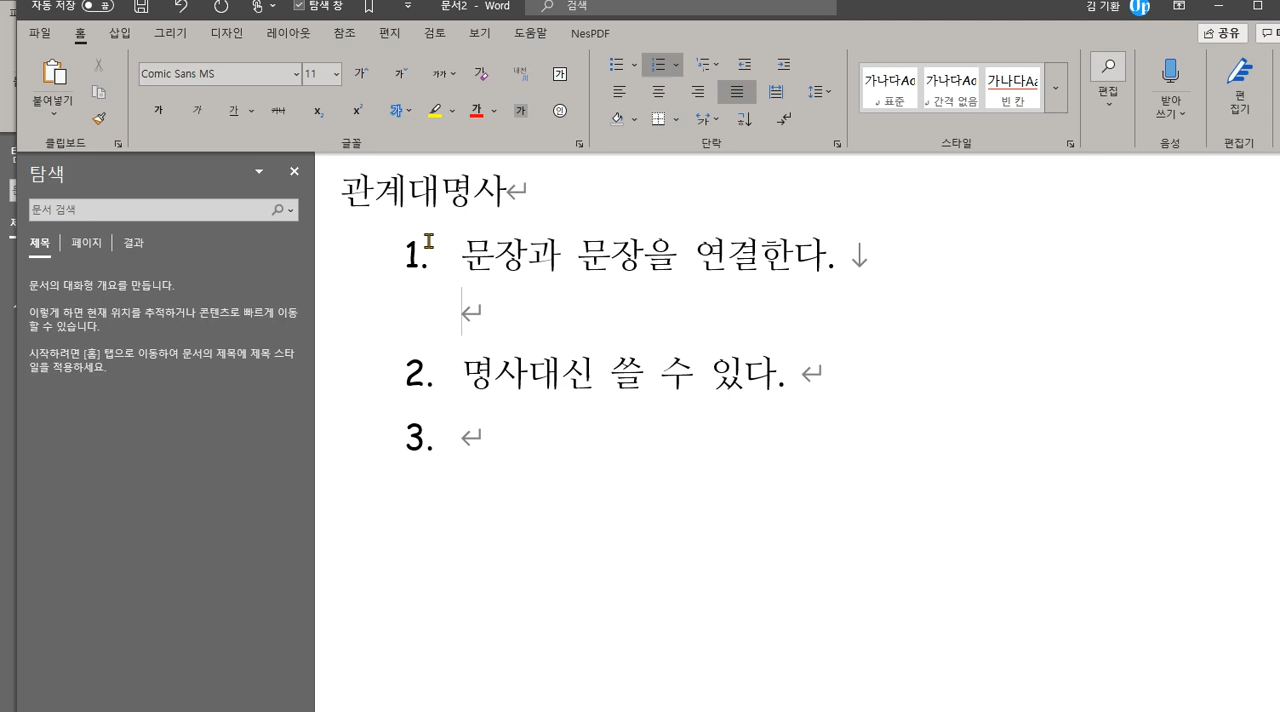 자동 저장 끔 탐색 창 문서2 - Word 검색 김 기환 Op
파일 홈 삽입 그리기 디자인 레이아웃 참조 편지 검토 보기 도움말 NesPDF 공유
Comic Sans MS 11
붙여넣기
가나다Aa 가나다Aa 가나다Aa
표준 간격 없음 빈 칸
편집
받아
쓰기
편
집기
클립보드 글꼴 단락 스타일 음성 편집기
탐색
문서 검색
제목 페이지 결과
문서의 대화형 개요를 만듭니다.
이렇게 하면 현재 위치를 추적하거나 콘텐츠로 빠르게 이동
할 수 있습니다.
시작하려면 [홈] 탭으로 이동하여 문서의 제목에 제목 스타
일을 적용하세요.
관계대명사↵
1. 문장과 문장을 연결한다. ↓
↵
2. 명사대신 쓸 수 있다. ↵
3. ↵